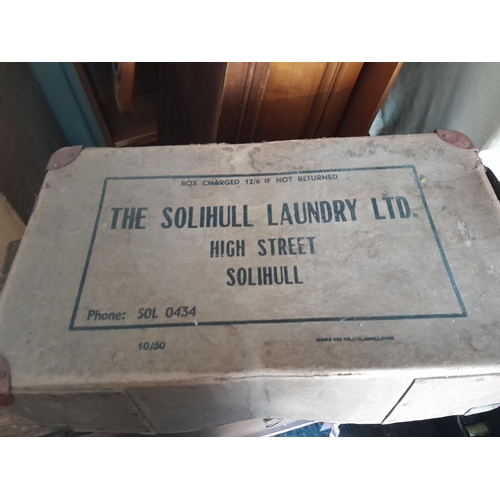 BOX CHARGED 12/6 IF NOT RETURNED
THE SOLIHULL LAUNDRY LTD.
HIGH STREET
SOLIHULL
Phone: SOL 0434
10/50